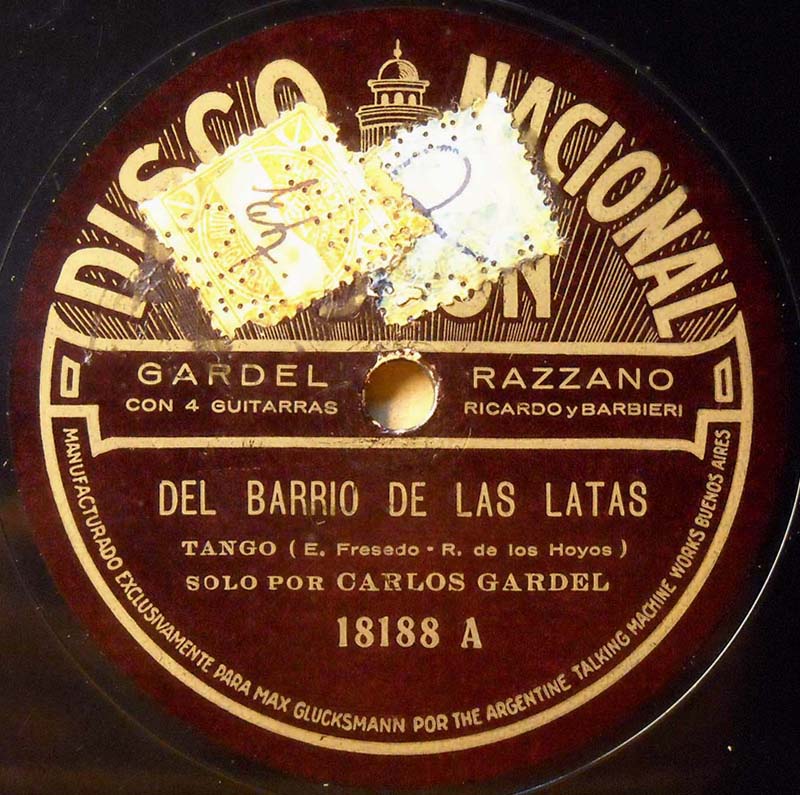 DISCO NACIONAL
GARDEL RAZZANO
CON 4 GUITARRAS RICARDO y BARBIERI
DEL BARRIO DE LAS LATAS
TANGO ( E. Fresedo - R. de los Hoyos )
SOLO POR CARLOS GARDEL
18188 A
MANUFACTURADO EXCLUSIVAMENTE PARA MAX GLUCKSMANN POR THE ARGENTINE TALKING MACHINE WORKS BUENOS AIRES